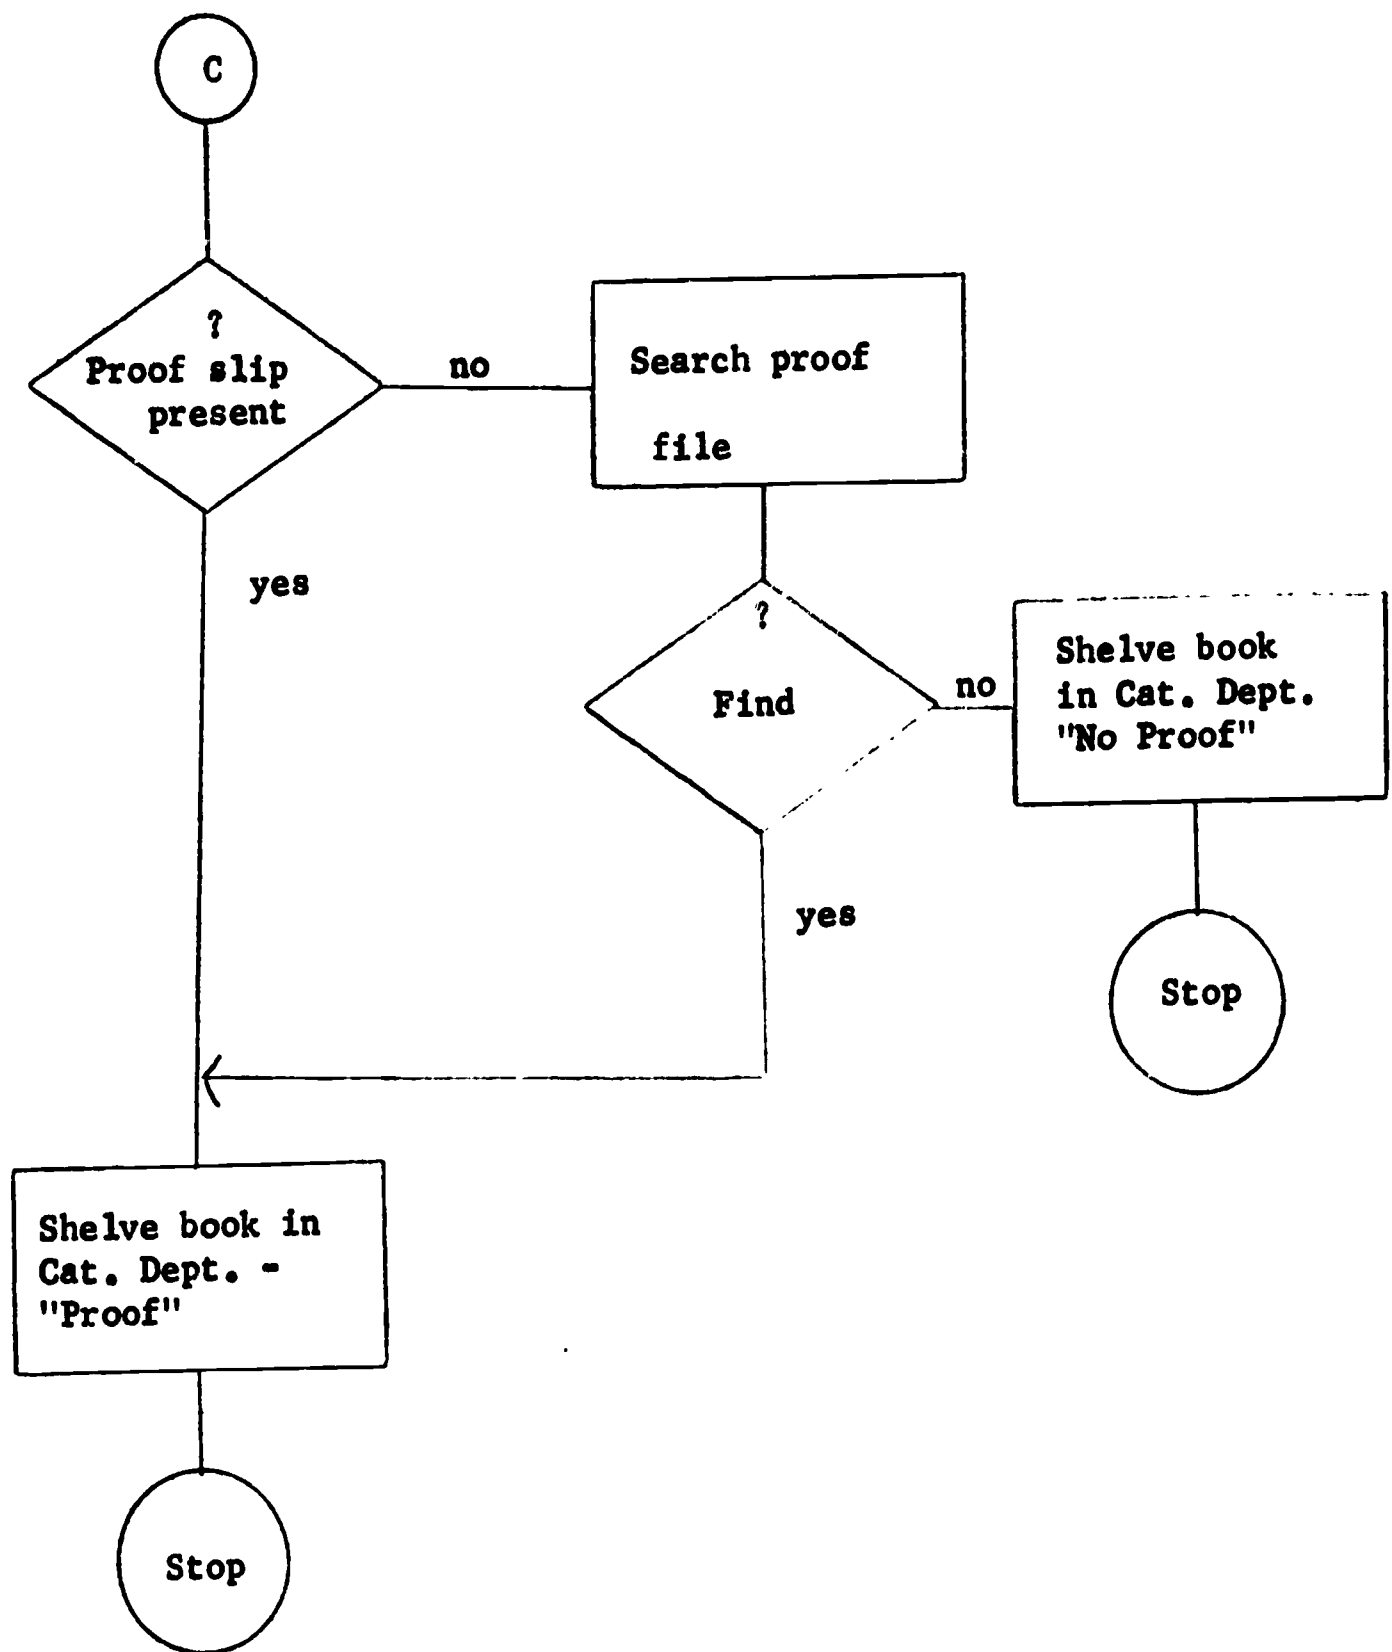 C
?
Proof slip
present
no
Search proof
file
yes
?
Find
no
Shelve book
in Cat. Dept.
"No Proof"
yes
Stop
Shelve book in
Cat. Dept. -
"Proof"
Stop